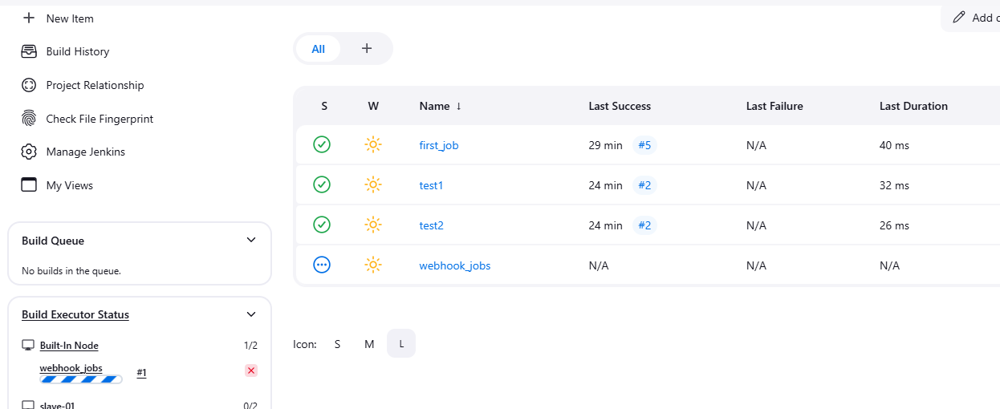 New Item
Build History
Project Relationship
Check File Fingerprint
Manage Jenkins
My Views
Build Queue
No builds in the queue.
Build Executor Status
Built-In Node 1/2
webhook_jobs #1
slave-01 0/2
Add
All +
S W Name ↓ Last Success Last Failure Last Duration
first_job 29 min #5 N/A 40 ms
test1 24 min #2 N/A 32 ms
test2 24 min #2 N/A 26 ms
webhook_jobs N/A N/A N/A
Icon: S M L